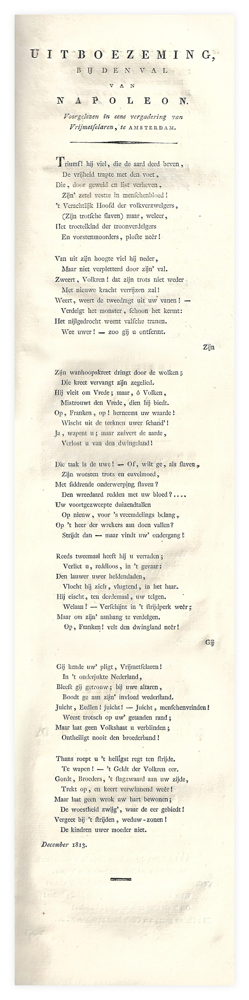 UITBOEZEMING,
BIJ DEN VAL
VAN
NAPOLEON.
Voorgelezen in eene vergadering van
Vrijmetſelaren, te AMSTERDAM.
Triumf! hij viel, die de aard deed beven,
De vrijheid trapte met den voet,
Die, door geweld en list verheven,
Zijn' zetel vestte in menſchenbloed!
't Verachtlijk Hoofd der volkverzwelgers,
(Zijn trotſche ſlaven) maar, weleer,
Het troetelkind der troonverdelgers
En vorstenmoorders, plofte neêr!
Van uit zijn hoogte viel hij neder,
Maar niet verpletterd door zijn' val.
Zweert, Volkren! dat zijn trots niet weder
Met nieuwe kracht verrijzen zal!
Weert, weert de tweedragt uit uw' vanen! —
Verdelgt het monster, ſchoon het kermt:
Het nijlgedrocht weent valſche tranen.
Wee uwer! — zoo gij u ontfermt.
Zijn
Zijn wanhoopskreet dringt door de wolken;
Die kreet vervangt zijn zegelied.
Hij vleit om Vrede; maar, ô Volken,
Mistrouwt den Vrede, dien hij biedt.
Op, Franken, op! herneemt uw waarde!
Wischt uit de teeknen uwer ſchand'!
Ja, wapent u; maar zuivert de aarde,
Verlost u van den dwingeland!
Die taak is de uwe! — Of, wilt ge, als ſlaven,
Zijn woesten trots en euvelmoed,
Met ſiddrende onderwerping ſtaven?
Den wreedaard redden met uw bloed?....
Uw voortgezweepte duizendtallen
Op nieuw, voor 's vreemdelings belang,
Op 't heer der wrekers aan doen vallen?
Strijdt dan — maar vindt uw' ondergang!
Reeds tweemaal heeft hij u verraden;
Verliet u, reddloos, in 't gevaar:
Den lauwer uwer heldendaden,
Vlocht hij zich, vlugtend, in het haar.
Hij eischt, ten derdemaal, uw telgen.
Welaan! — Verſchijnt in 't ſtrijdperk weêr;
Maar om zijn' aanhang te verdelgen.
Op, Franken! velt den dwingland neêr!
Gij
Gij kende uw' pligt, Vrijmetſelaren!
In 't onderjukte Nederland,
Bleeft gij getrouw; bij uwe altaren,
Boodt ge aan zijn' invloed wederſtand.
Juicht, Eedlen! juicht! — Juicht, menſchenvrinden!
Weest trotsch op uw' getanden rand;
Maar laat geen Volkshaat u verblinden;
Ontheiligt nooit den broederband!
Thans roept u 't heiligst regt ten ſtrijde.
Te wapen! — 't Geldt der Volkren eer.
Gordt, Broeders, 't ſlagzwaard aan uw zijde,
Trekt op, en keert verwinnend weêr!
Maar laat geen wrok uw hart bewonen;
De woestheid zwijg', waar de eer gebiedt!
Vergeet bij 't ſtrijden, weduw-zonen!
De kindren uwer moeder niet.
December 1813.